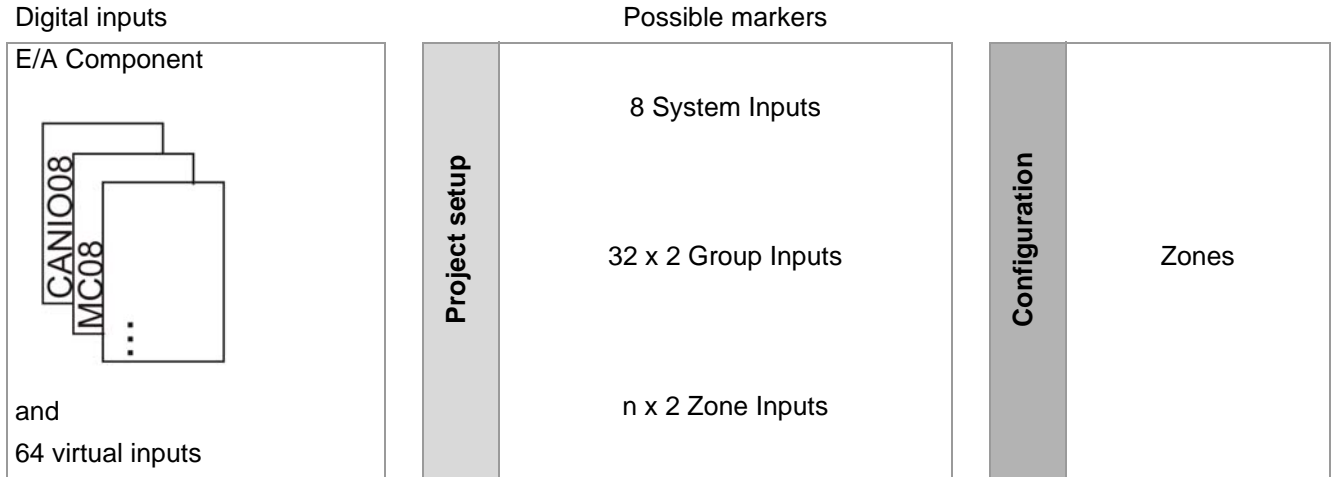 Digital inputs
Possible markers
E/A Component
CANIO08
MC08
...
and
64 virtual inputs
Project setup
8 System Inputs
32 x 2 Group Inputs
n x 2 Zone Inputs
Configuration
Zones